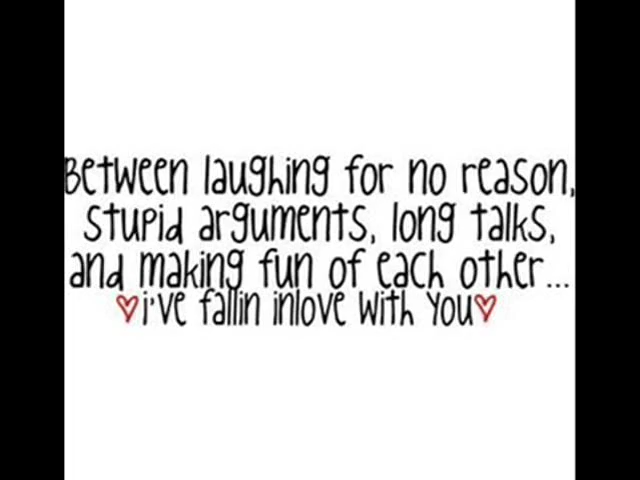 Between laughing for no reason,
stupid arguments, long talks,
and making fun of each other...
♥i've fallin inlove with you♥